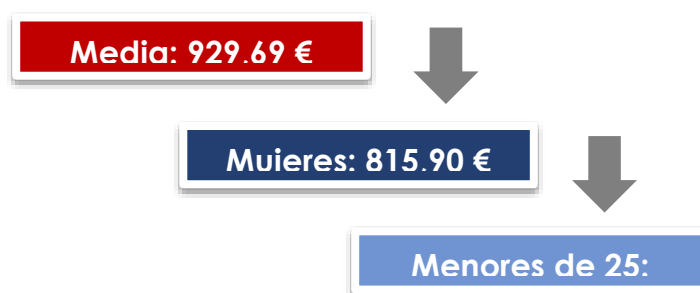 Media: 929.69 €
Mujeres: 815.90 €
Menores de 25: